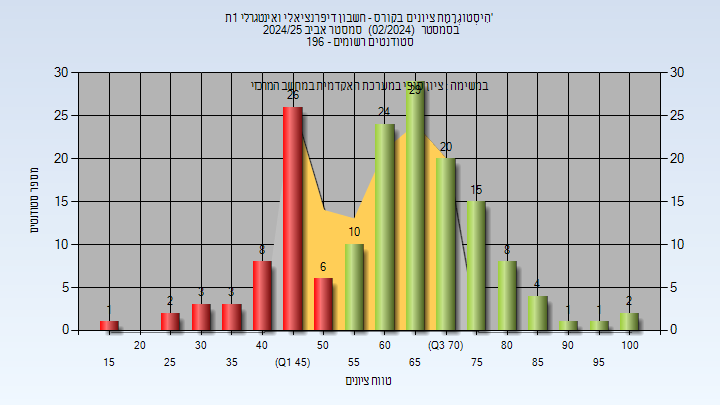 היסטוגרמת ציונים בקורס - חשבון דיפרנציאלי ואינטגרלי 1ת'
בסמסטר (02/2024) סמסטר אביב 2024/25
סטודנטים רשומים - 196
במשימה : ציון סופי במערכת האקדמית במחשב המרכזי
30 30
25 25
20 20
15 15
10 10
5 5
0 0
1 2 3 3 8 26 6 10 24 29 20 15 8 4 1 1 2
מספר סטודנטים
20 30 40 50 60 (Q3 70) 80 90 100
15 25 35 (Q1 45) 55 65 75 85 95
טווח ציונים